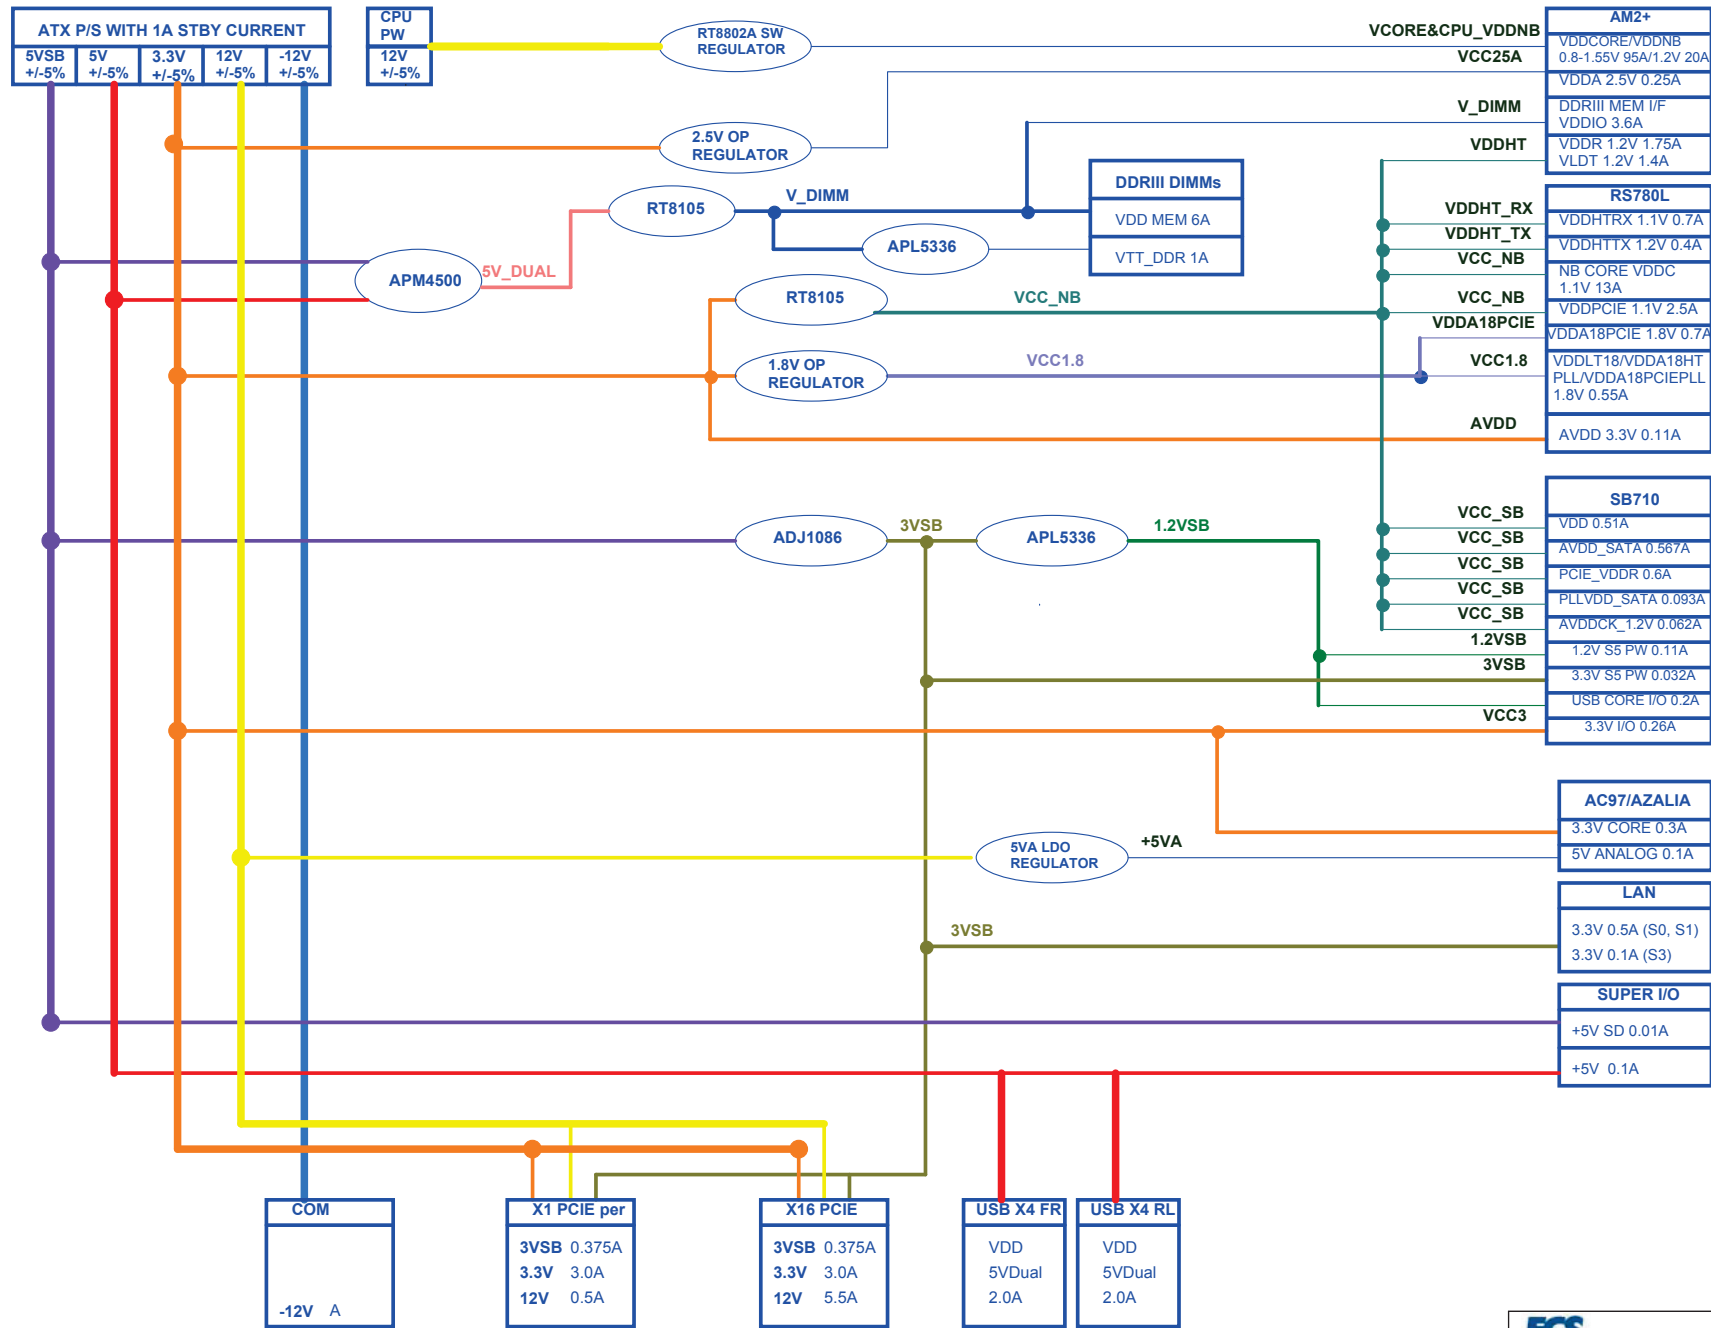 ATX P/S WITH 1A STBY CURRENT
5VSB
+/-5%
5V
+/-5%
3.3V
+/-5%
12V
+/-5%
-12V
+/-5%
CPU
PW
12V
+/-5%
RT8802A SW
REGULATOR
2.5V OP
REGULATOR
RT8105
V_DIMM
APM4500
5V_DUAL
APL5336
DDRIII DIMMs
VDD MEM 6A
VTT_DDR 1A
RT8105
VCC_NB
1.8V OP
REGULATOR
VCC1.8
ADJ1086
3VSB
APL5336
1.2VSB
5VA LDO
REGULATOR
+5VA
3VSB
VCORE&CPU_VDDNB
VCC25A
V_DIMM
VDDHT
AM2+
VDDCORE/VDDNB
0.8-1.55V 95A/1.2V 20A
VDDA 2.5V 0.25A
DDRIII MEM I/F
VDDIO 3.6A
VDDR 1.2V 1.75A
VLDT 1.2V 1.4A
VDDHT_RX
VDDHT_TX
VCC_NB
VCC_NB
VDDA18PCIE
VCC1.8
AVDD
RS780L
VDDHTRX 1.1V 0.7A
VDDHTTX 1.2V 0.4A
NB CORE VDDC
1.1V 13A
VDDPCIE 1.1V 2.5A
VDDA18PCIE 1.8V 0.7A
VDDLT18/VDDA18HT
PLL/VDDA18PCIEPLL
1.8V 0.55A
AVDD 3.3V 0.11A
VCC_SB
VCC_SB
VCC_SB
VCC_SB
VCC_SB
1.2VSB
3VSB
VCC3
SB710
VDD 0.51A
AVDD_SATA 0.567A
PCIE_VDDR 0.6A
PLLVDD_SATA 0.093A
AVDDCK_1.2V 0.062A
1.2V S5 PW 0.11A
3.3V S5 PW 0.032A
USB CORE I/O 0.2A
3.3V I/O 0.26A
AC97/AZALIA
3.3V CORE 0.3A
5V ANALOG 0.1A
LAN
3.3V 0.5A (S0, S1)
3.3V 0.1A (S3)
SUPER I/O
+5V SD 0.01A
+5V 0.1A
COM
-12V A
X1 PCIE per
3VSB 0.375A
3.3V 3.0A
12V 0.5A
X16 PCIE
3VSB 0.375A
3.3V 3.0A
12V 5.5A
USB X4 FR
VDD
5VDual
2.0A
USB X4 RL
VDD
5VDual
2.0A
ECS